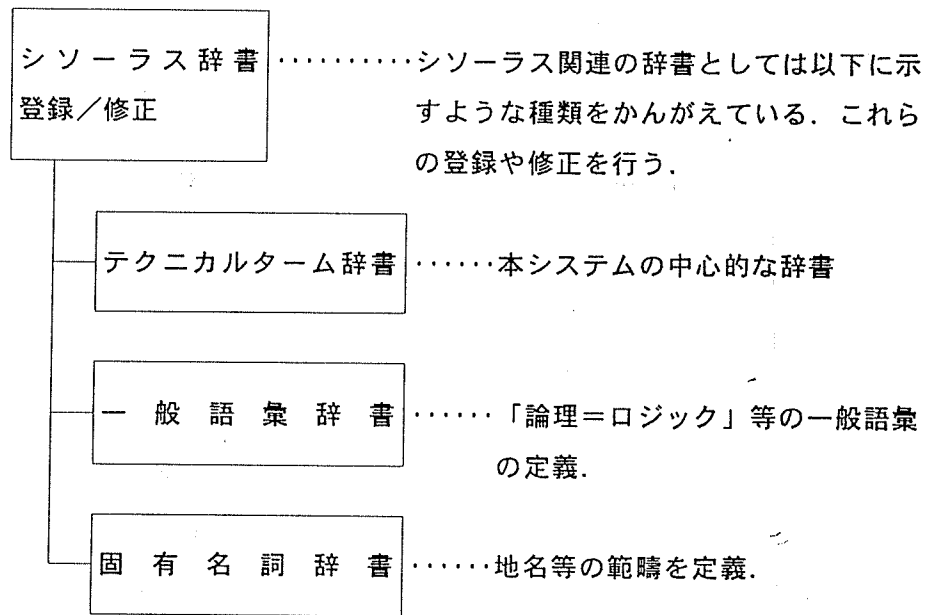 シソーラス辞書··········シソーラス関連の辞書としては以下に示
登録／修正
すような種類をかんがえている．これら
の登録や修正を行う．
テクニカルターム辞書······本システムの中心的な辞書
一般語彙辞書······「論理＝ロジック」等の一般語彙
の定義．
固有名詞辞書······地名等の範疇を定義．